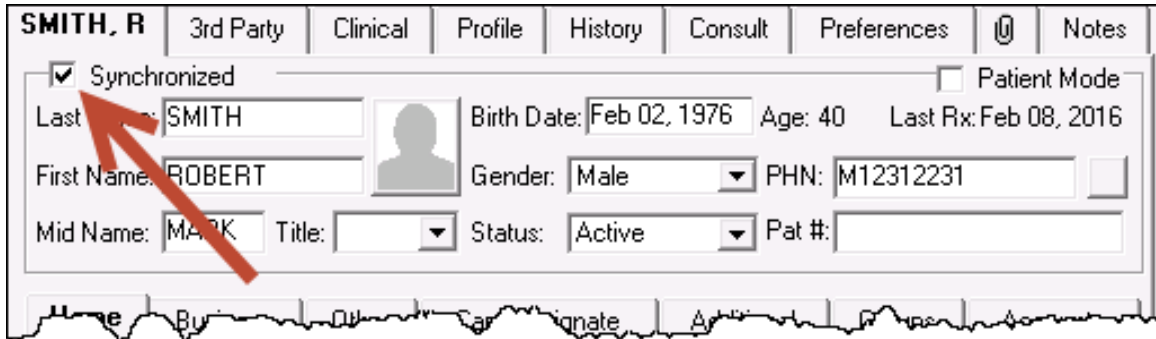 SMITH, R 3rd Party Clinical Profile History Consult Preferences Notes
Synchronized Patient Mode
Last SMITH Birth Date: Feb 02, 1976 Age: 40 Last Rx: Feb 08, 2016
First Name: ROBERT Gender: Male PHN: M12312231
Mid Name: MARK Title: Status: Active Pat #:
Home